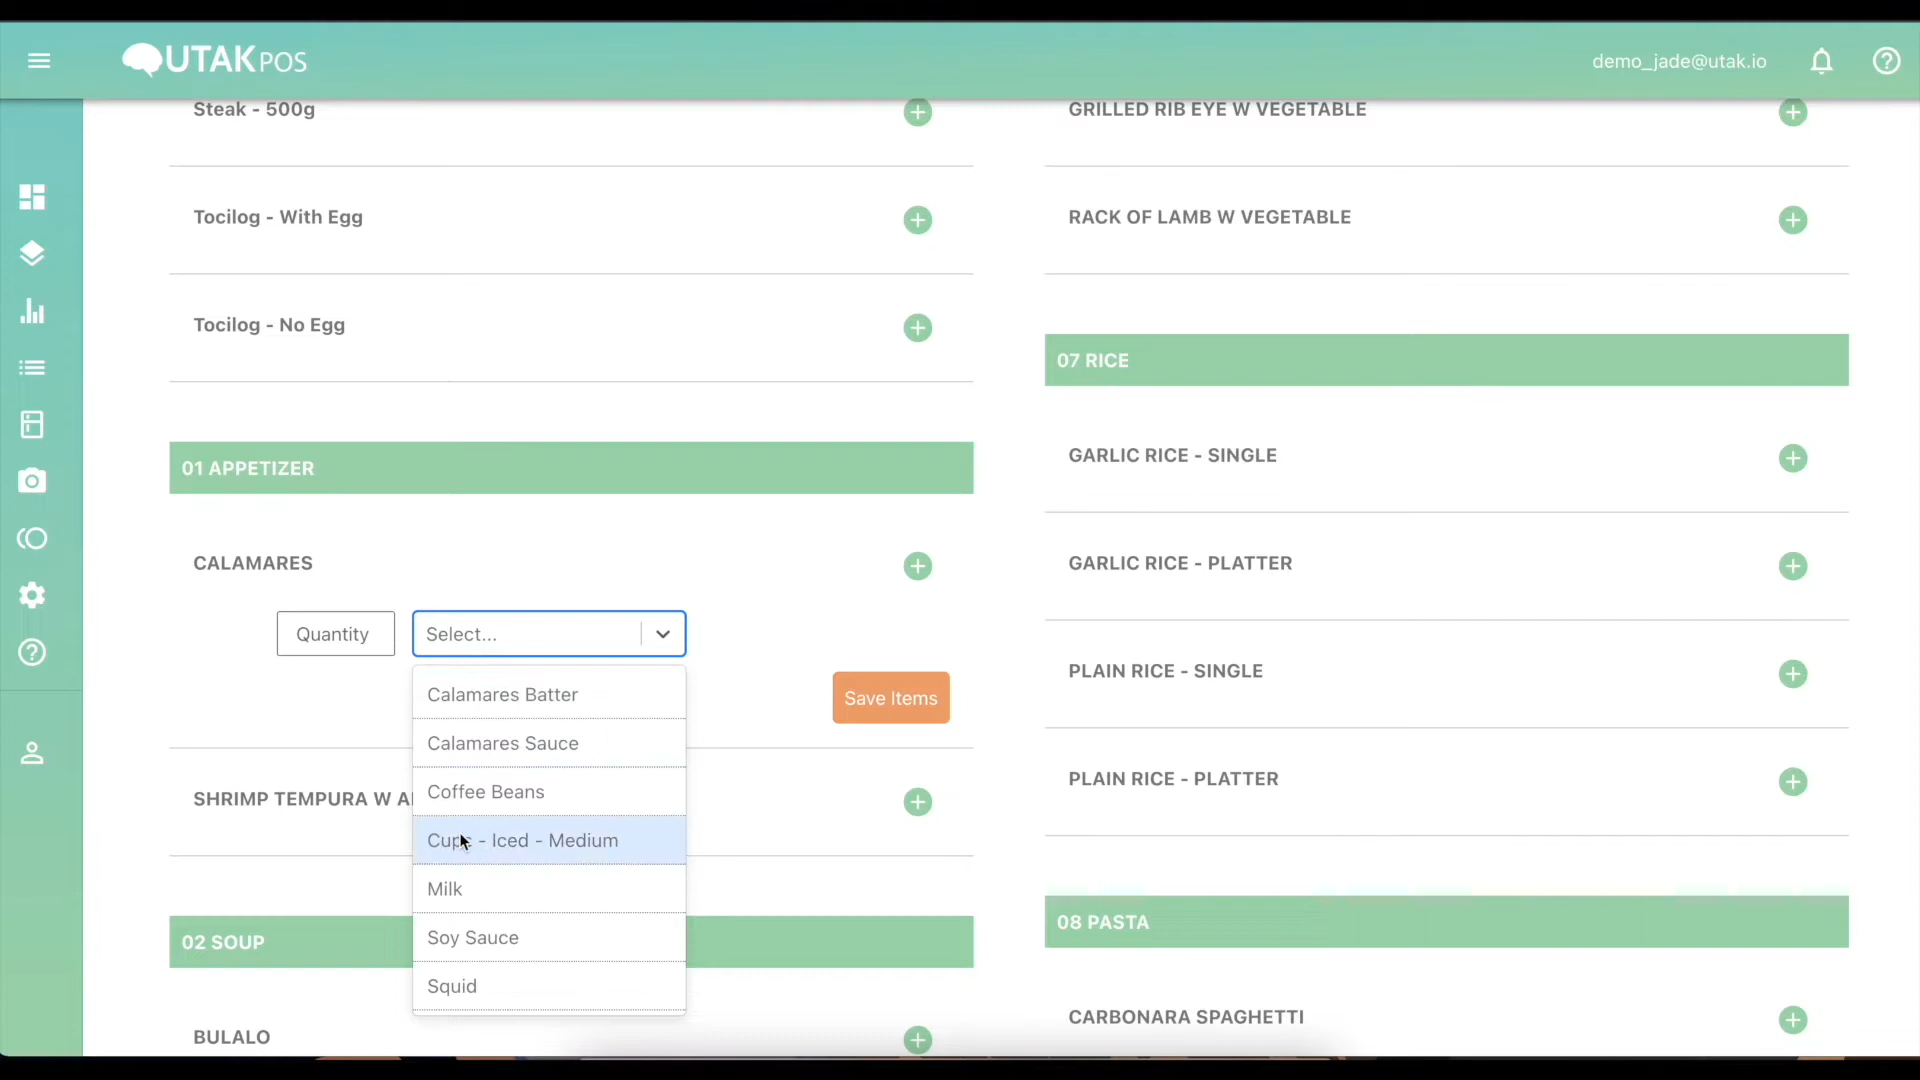 UTAKPOS
demo_jade@utak.io
Steak - 500g
Tocilog - With Egg
Tocilog - No Egg
01 APPETIZER
CALAMARES
Quantity
Select...
Calamares Batter
Calamares Sauce
Coffee Beans
Cups - Iced - Medium
Milk
Soy Sauce
Squid
Save Items
SHRIMP TEMPURA W
02 SOUP
BULALO
GRILLED RIB EYE W VEGETABLE
RACK OF LAMB W VEGETABLE
07 RICE
GARLIC RICE - SINGLE
GARLIC RICE - PLATTER
PLAIN RICE - SINGLE
PLAIN RICE - PLATTER
08 PASTA
CARBONARA SPAGHETTI